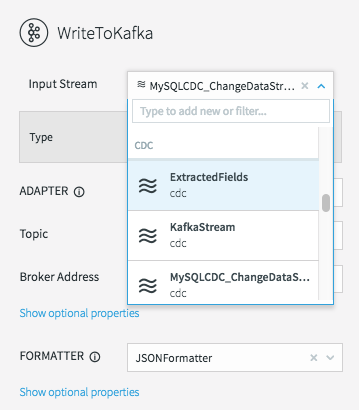 WriteToKafka
Input Stream
MySQLCDC_ChangeDataStr...
Type to add new or filter...
Type
CDC
ExtractedFields
cdc
ADAPTER
KafkaStream
cdc
Topic
MySQLCDC_ChangeDataS...
cdc
Broker Address
Show optional properties
FORMATTER
JSONFormatter
Show optional properties